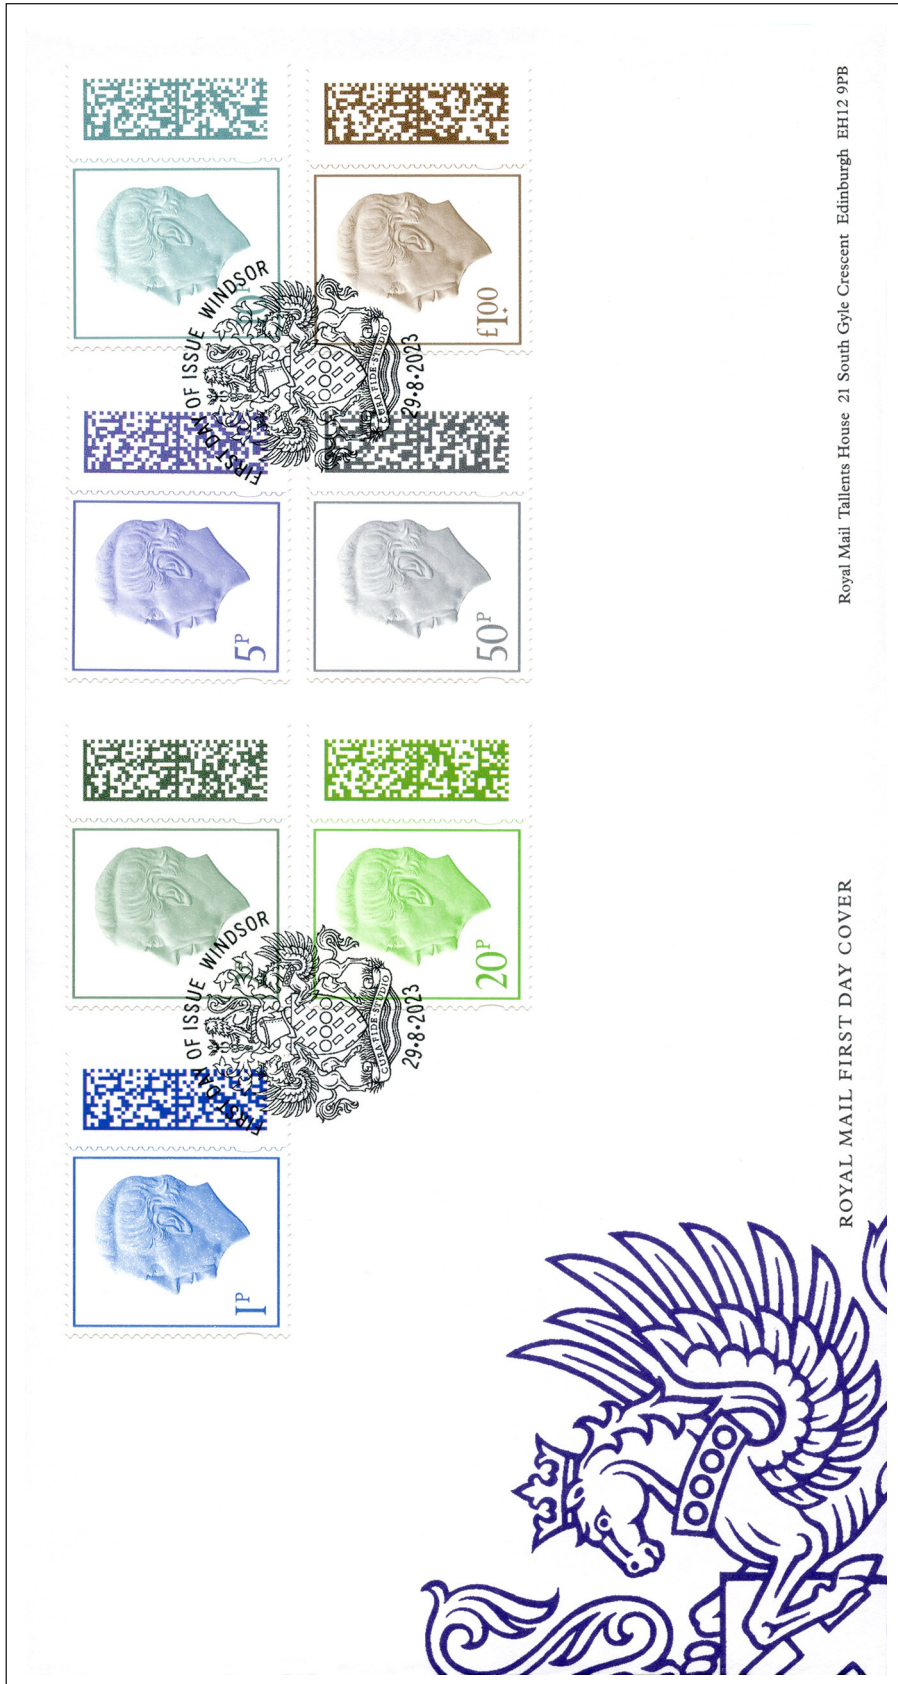 1P
5P
20P
50P
£1.00
FIRST DAY OF ISSUE WINDSOR
CURA FIDE STUDIO
29•8•2023
FIRST DAY OF ISSUE WINDSOR
CURA FIDE STUDIO
29•8•2023
ROYAL MAIL FIRST DAY COVER
Royal Mail Tallents House 21 South Gyle Crescent Edinburgh EH12 9PB